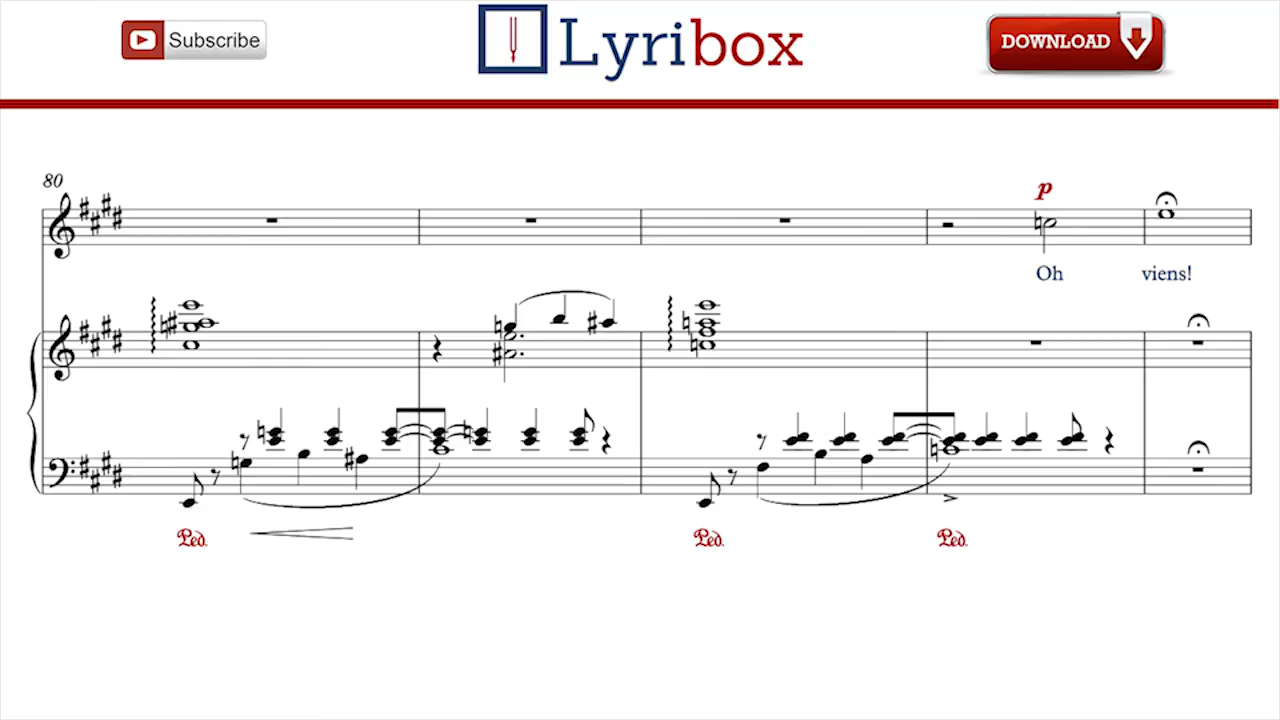 Subscribe
Lyribox
DOWNLOAD
80
p
Oh viens!
Ped. Ped. Ped.